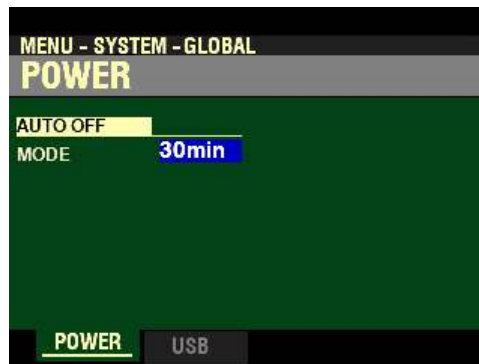 MENU - SYSTEM - GLOBAL
POWER
AUTO OFF
MODE 30min
POWER USB